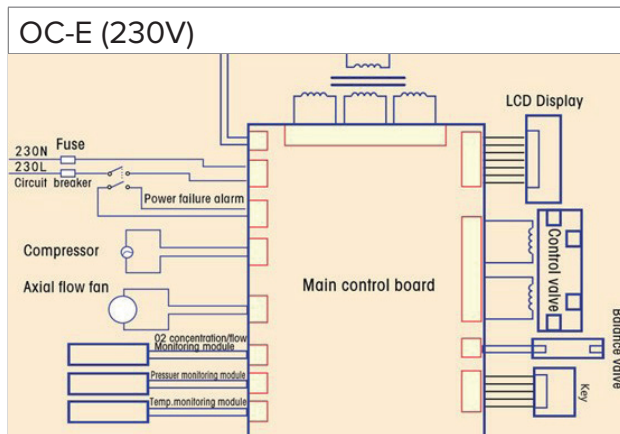 OC-E (230V)
LCD Display
230N Fuse
230L
Circuit breaker
Power failure alarm
Compressor
Axial flow fan
Main control board
Control valve
O2 concentration/flow
Monitoring module
Balance valve
Pressuer monitoring module
Temp.monitoring module
Key